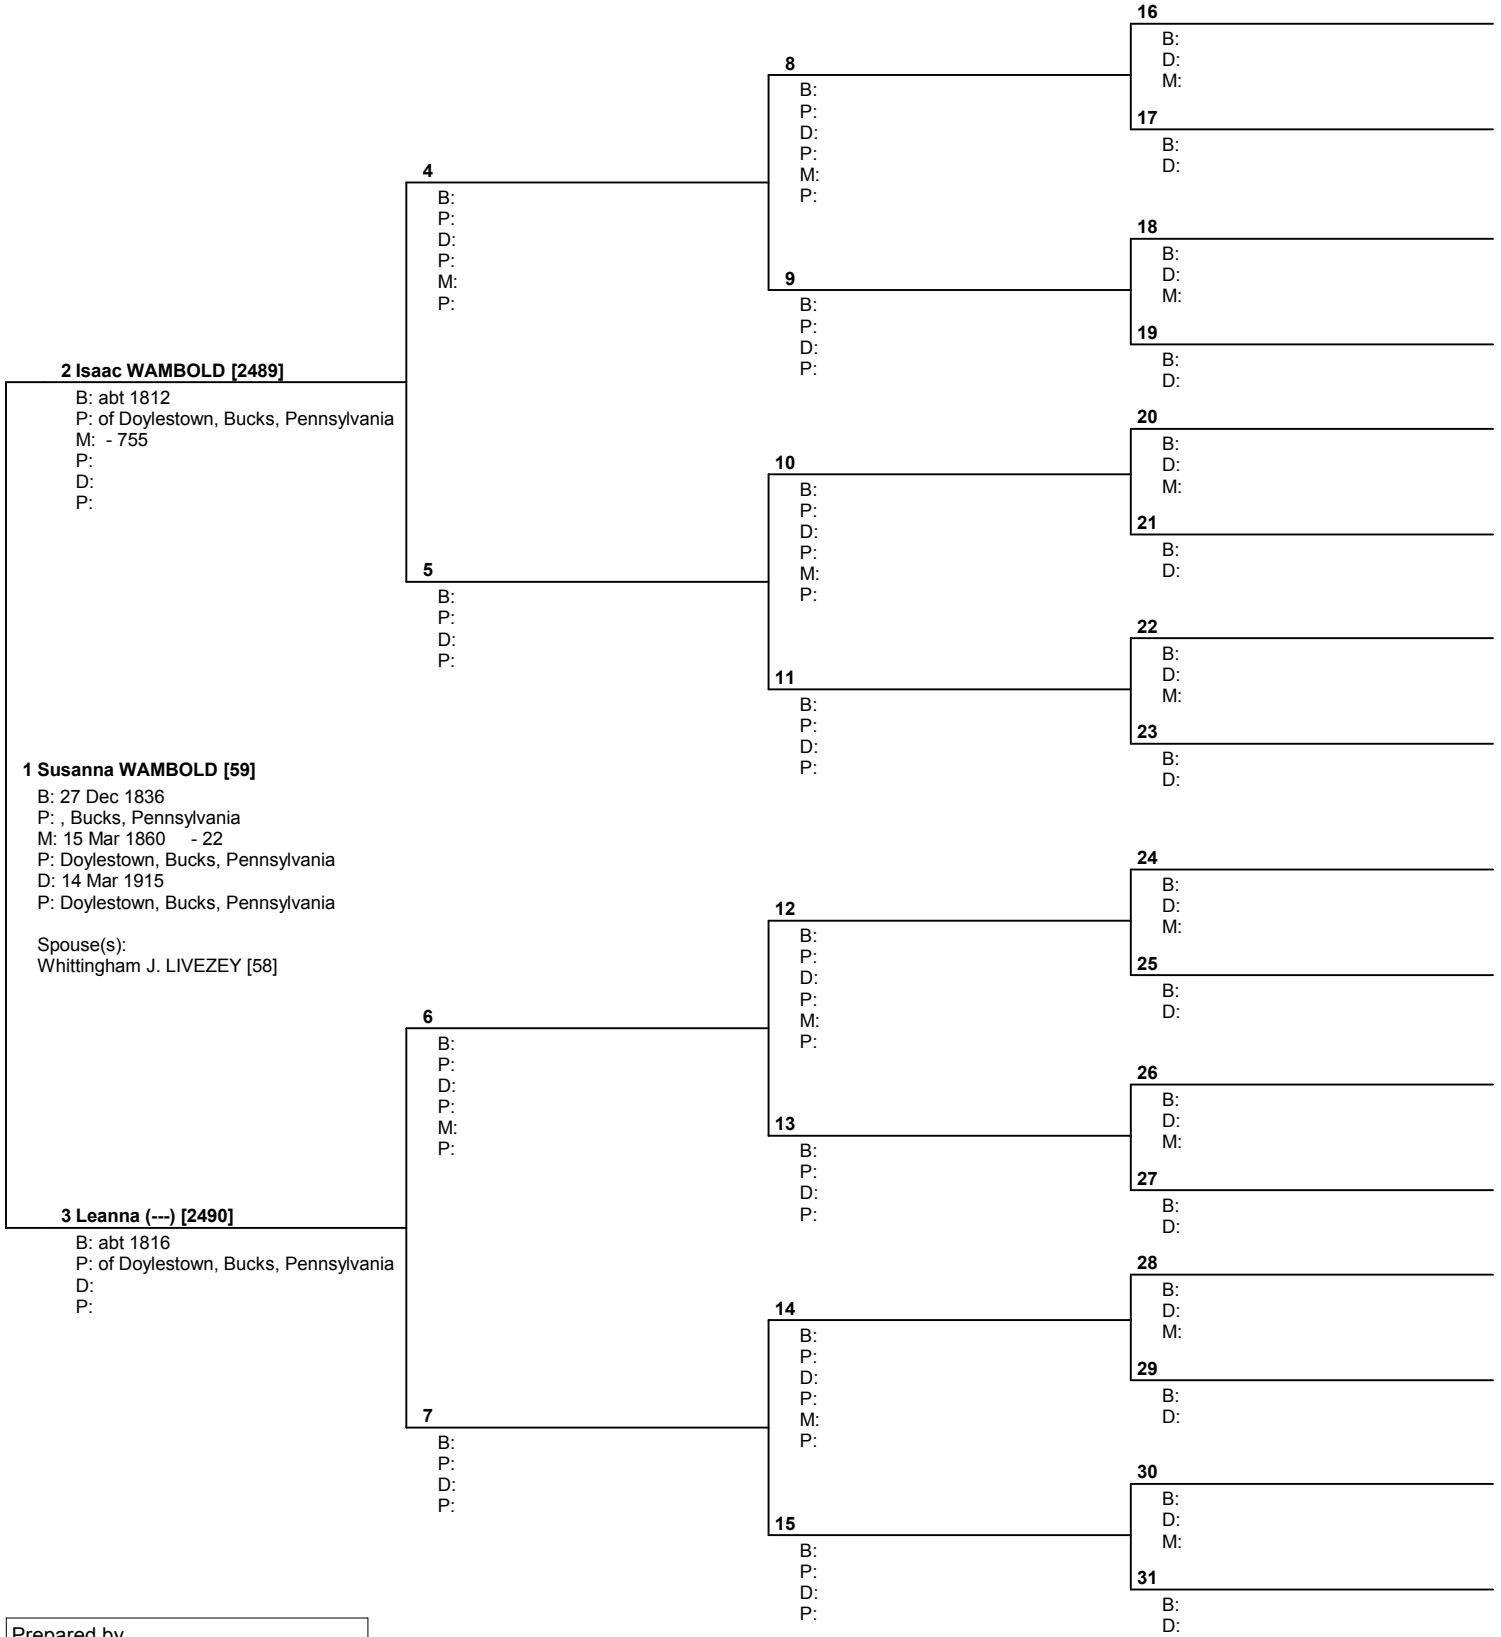 16
B:
D:
M:
8
B:
P:
D:
P:
M:
P:
17
B:
D:
4
B:
P:
D:
P:
M:
P:
18
B:
D:
M:
9
B:
P:
D:
P:
19
B:
D:
2 Isaac WAMBOLD [2489]
B: abt 1812
P: of Doylestown, Bucks, Pennsylvania
M:  - 755
P:
D:
P:
20
B:
D:
M:
10
B:
P:
D:
P:
M:
P:
21
B:
D:
5
B:
P:
D:
P:
22
B:
D:
M:
11
B:
P:
D:
P:
23
B:
D:
1 Susanna WAMBOLD [59]
B: 27 Dec 1836
P: , Bucks, Pennsylvania
M: 15 Mar 1860    - 22
P: Doylestown, Bucks, Pennsylvania
D: 14 Mar 1915
P: Doylestown, Bucks, Pennsylvania
Spouse(s):
Whittingham J. LIVEZEY [58]
24
B:
D:
M:
12
B:
P:
D:
P:
M:
P:
25
B:
D:
6
B:
P:
D:
P:
M:
P:
26
B:
D:
M:
13
B:
P:
D:
P:
27
B:
D:
3 Leanna (---) [2490]
B: abt 1816
P: of Doylestown, Bucks, Pennsylvania
D:
P:
28
B:
D:
M:
14
B:
P:
D:
P:
M:
P:
29
B:
D:
7
B:
P:
D:
P:
30
B:
D:
M:
15
B:
P:
D:
P:
31
B:
D:
Prepared by